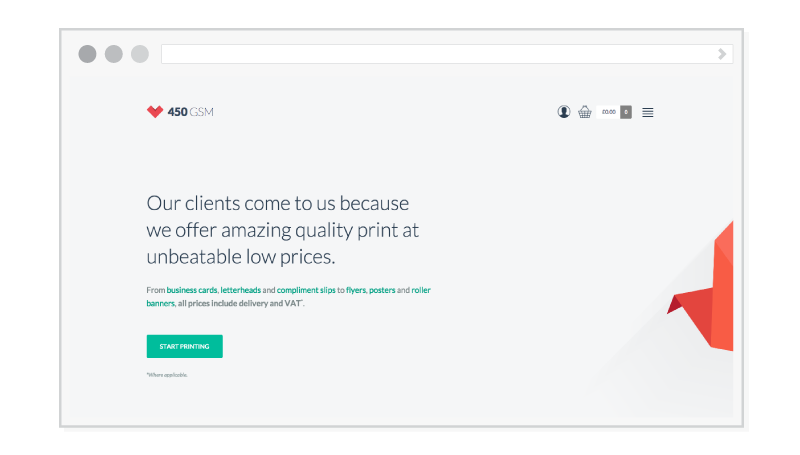 450 GSM
£0.00
Our clients come to us because
we offer amazing quality print at
unbeatable low prices.
From business cards, letterheads and compliment slips to flyers, posters and roller
banners, all prices include delivery and VAT*.
START PRINTING
*Where applicable.